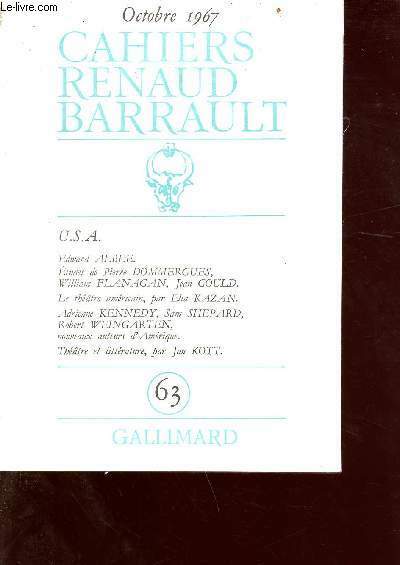 Le-Livre.com
Octobre 1967
CAHIERS
RENAUD
BARRAULT
U.S.A.
Edward ALBEE.
Etudes de Pierre DOMMERGUES,
William FLANAGAN, Jean GOULD.
Le théâtre américain, par Elia KAZAN.
Adrienne KENNEDY, Sam SHEPARD,
Robert WEINGARTEN,
nouveaux auteurs d'Amérique.
Théâtre et littérature, par Jan KOTT.
63
GALLIMARD